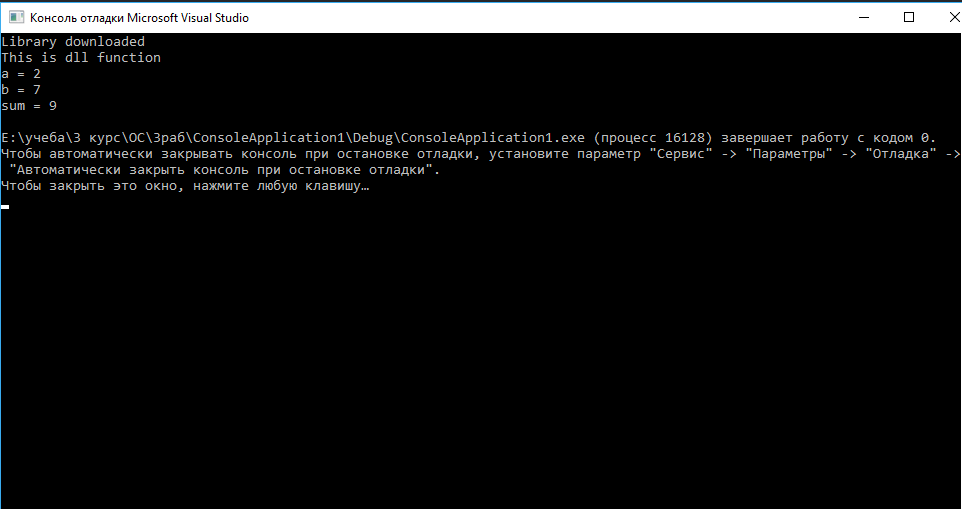 Консоль отладки Microsoft Visual Studio
Library downloaded
This is dll function
a = 2
b = 7
sum = 9
E:\учеба\3 курс\ОС\3раб\ConsoleApplication1\Debug\ConsoleApplication1.exe (процесс 16128) завершает работу с кодом 0.
Чтобы автоматически закрывать консоль при остановке отладки, установите параметр "Сервис" -> "Параметры" -> "Отладка" ->
"Автоматически закрыть консоль при остановке отладки".
Чтобы закрыть это окно, нажмите любую клавишу…